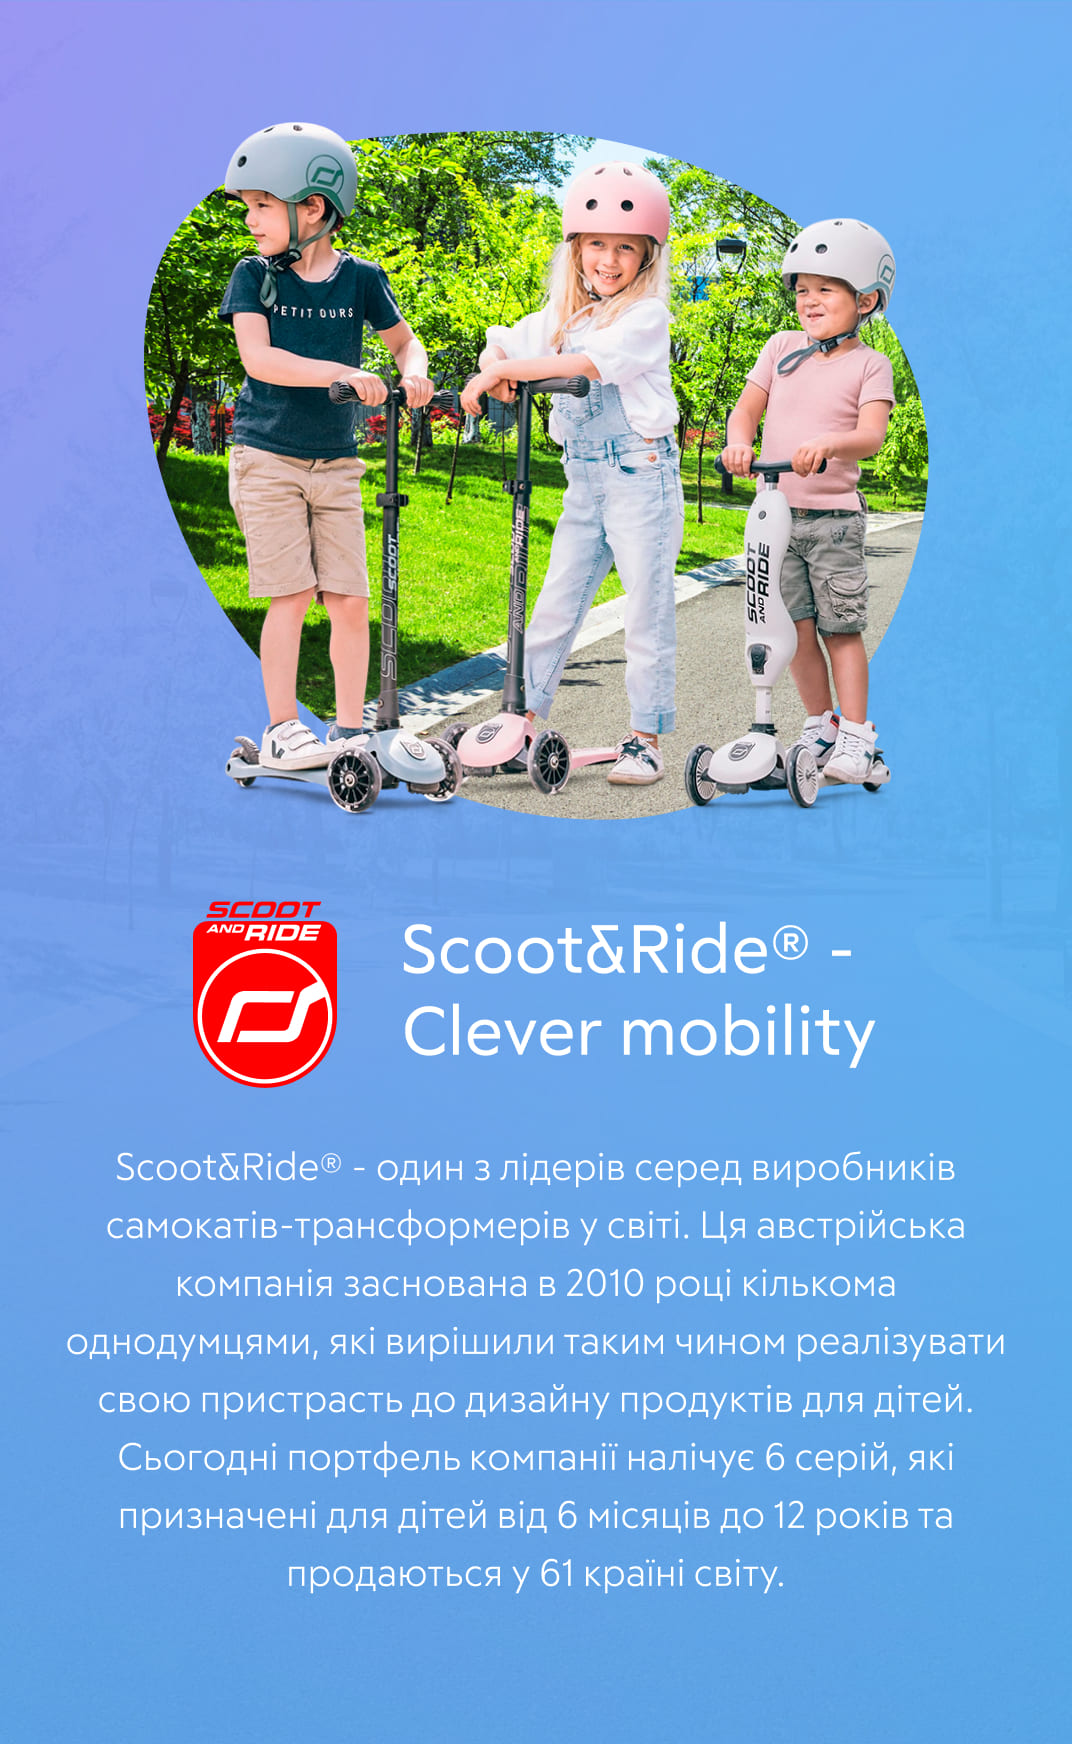 PETIT OURS
SCOOT
SCOOT
AND RIDE
SCOOT
AND RIDE
SCOOT
AND RIDE
Scoot&Ride® -
Clever mobility
Scoot&Ride® - один з лідерів серед виробників
самокатів-трансформерів у світі. Ця австрійська
компанія заснована в 2010 році кількома
однодумцями, які вирішили таким чином реалізувати
свою пристрасть до дизайну продуктів для дітей.
Сьогодні портфель компанії налічує 6 серій, які
призначені для дітей від 6 місяців до 12 років та
продаються у 61 країні світу.